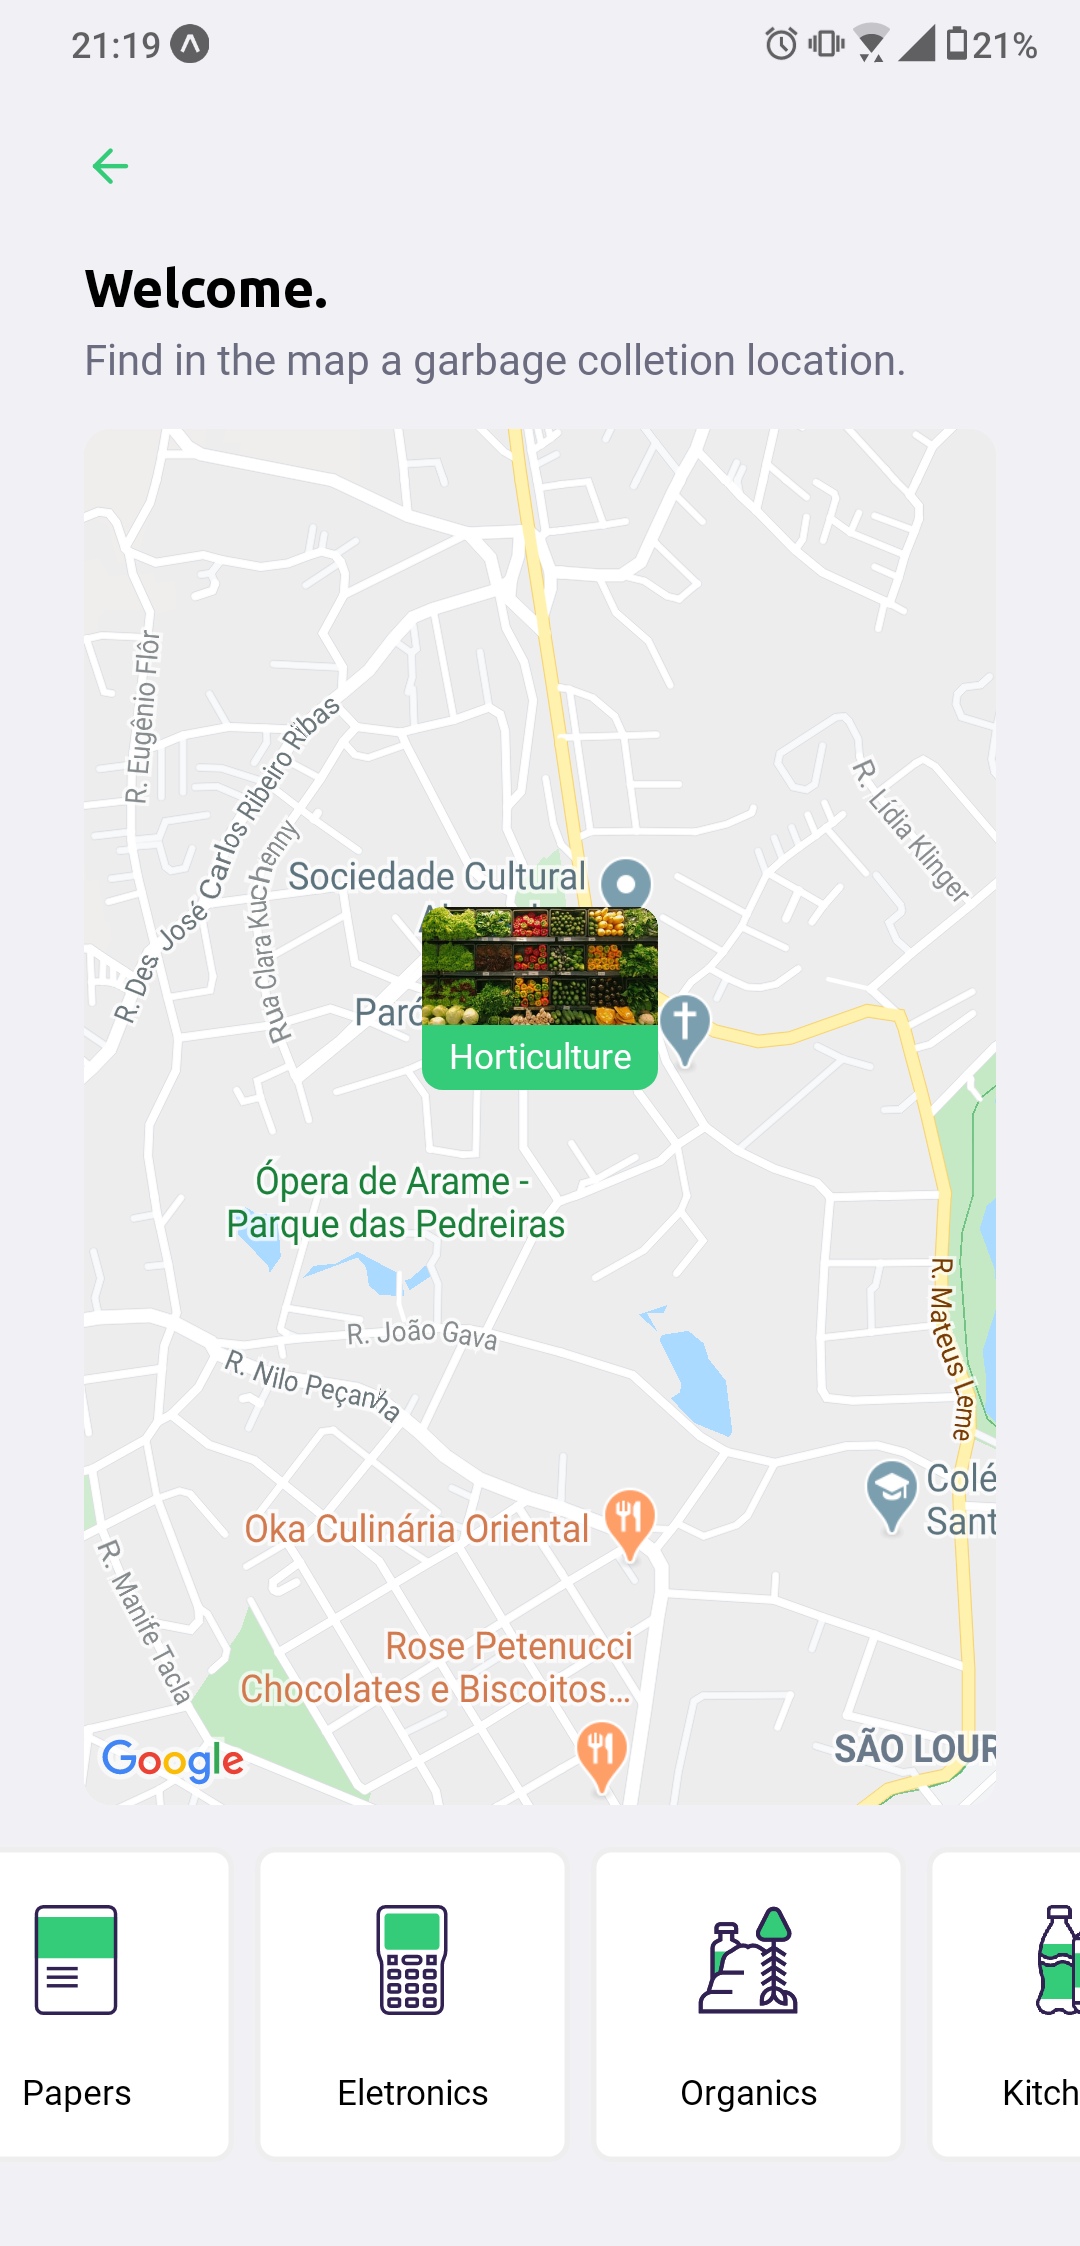 21:19
21%
Welcome.
Find in the map a garbage colletion location.
R. Eugênio Flôr
R. Des. José Carlos Ribeiro Ribas
Rua Clara Kuchenny
R. Lídia Klinger
Sociedade Cultural
Paró
Horticulture
Ópera de Arame -
Parque das Pedreiras
R. João Gava
R. Nilo Peçanha
R. Mateus Leme
Colé
Sant
Oka Culinária Oriental
R. Manife Tacla
Rose Petenucci
Chocolates e Biscoitos...
SÃO LOUR
Google
Papers
Eletronics
Organics
Kitch